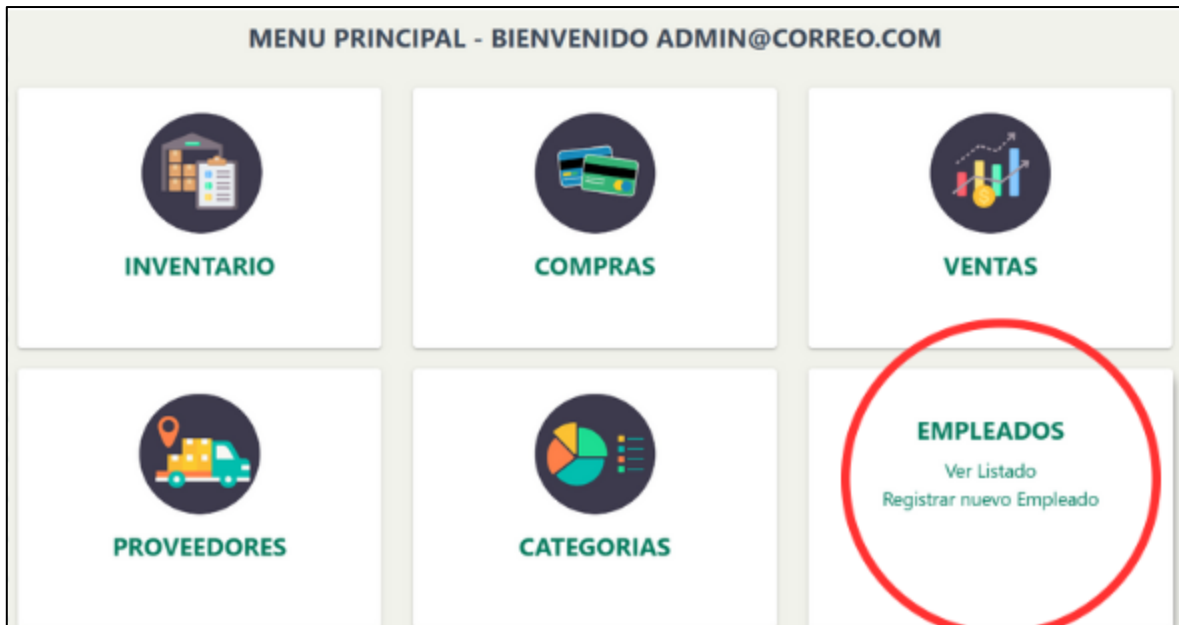 MENU PRINCIPAL - BIENVENIDO ADMIN@CORREO.COM
INVENTARIO
COMPRAS
VENTAS
PROVEEDORES
CATEGORIAS
EMPLEADOS
Ver Listado
Registrar nuevo Empleado